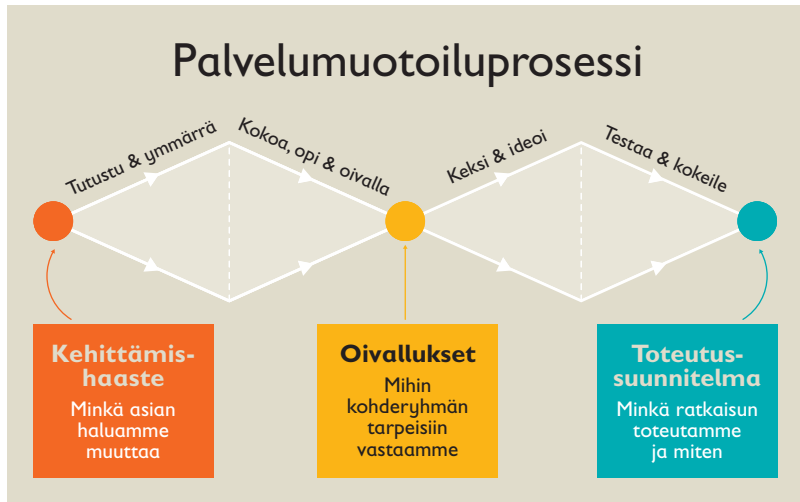 Palvelumuotoiluprosessi
Tutustu & ymmärrä
Kokoa, opi & oivalla
Keksi & ideoi
Testaa & kokeile
Kehittämis-
haaste
Minkä asian
haluamme
muuttaa
Oivallukset
Mihin
kohderyhmän
tarpeisiin
vastaamme
Toteutus-
suunnitelma
Minkä ratkaisun
toteutamme
ja miten